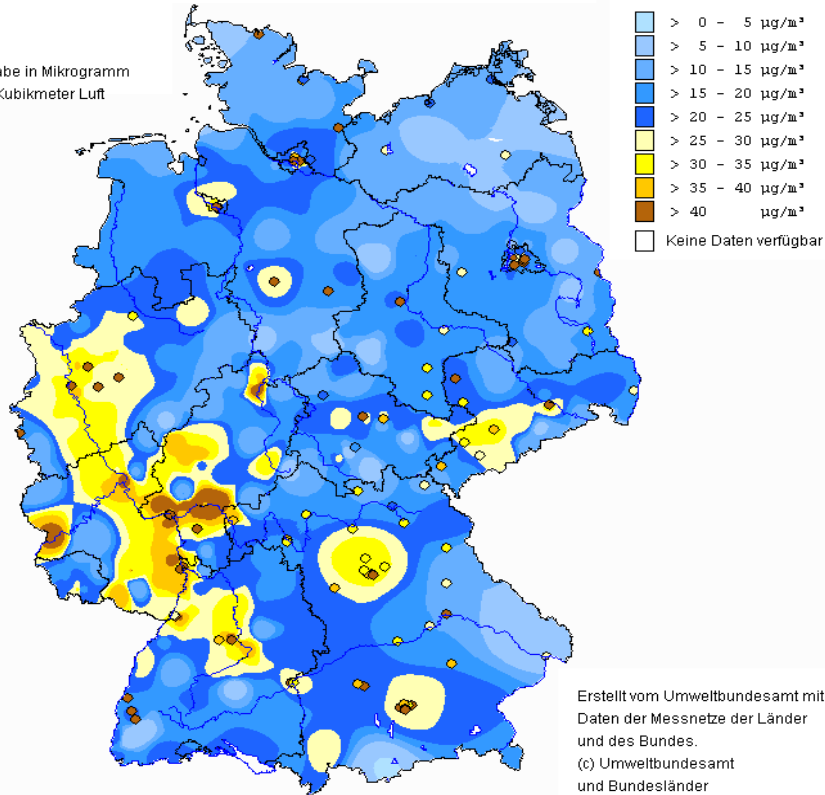 > 0 - 5 µg/m³
> 5 - 10 µg/m³
> 10 - 15 µg/m³
> 15 - 20 µg/m³
> 20 - 25 µg/m³
> 25 - 30 µg/m³
> 30 - 35 µg/m³
> 35 - 40 µg/m³
> 40 µg/m³
Keine Daten verfügbar
abe in Mikrogramm
Kubikmeter Luft
Erstellt vom Umweltbundesamt mit
Daten der Messnetze der Länder
und des Bundes.
(c) Umweltbundesamt
und Bundesländer